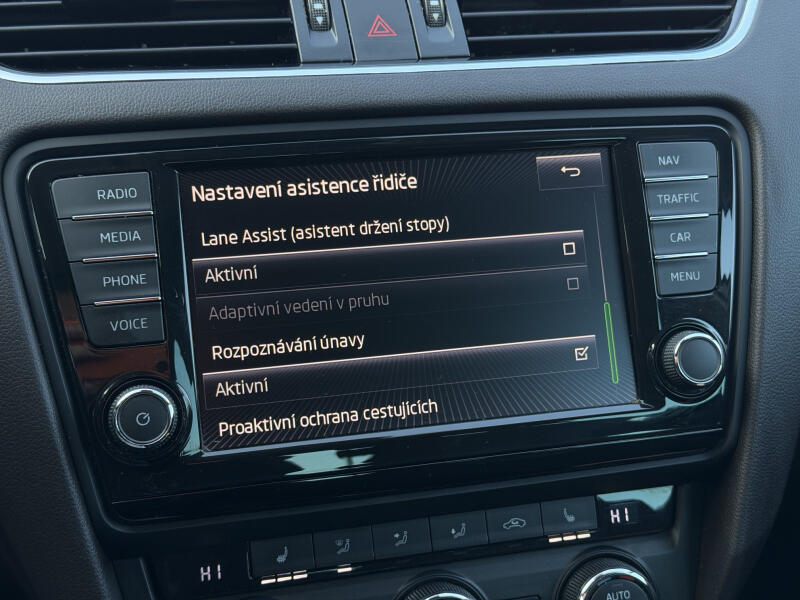 RADIO
MEDIA
PHONE
VOICE
Nastavení asistence řidiče
Lane Assist (asistent držení stopy)
Aktivní
Adaptivní vedení v pruhu
Rozpoznávání únavy
Aktivní
Proaktivní ochrana cestujících
NAV
TRAFFIC
CAR
MENU
HI
HI
AUTO